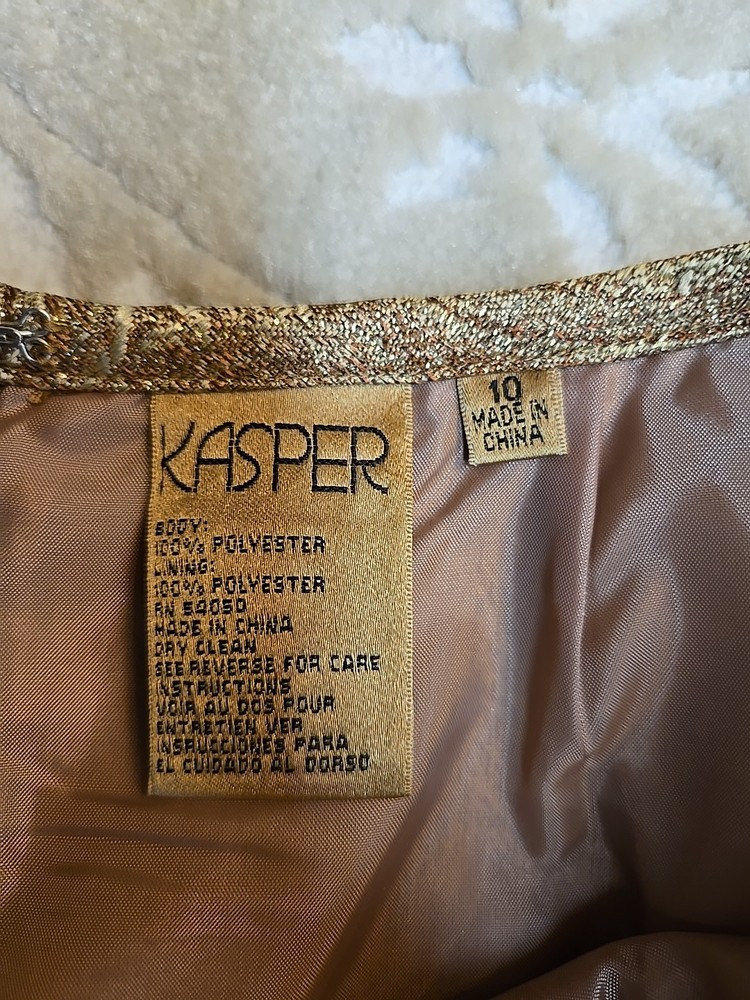 KASPER
BODY:
100% POLYESTER
LINING:
100% POLYESTER
RN 54050
MADE IN CHINA
DRY CLEAN
SEE REVERSE FOR CARE
INSTRUCTIONS
VOIR AU DOS POUR
ENTRETIEN VER
INSRUCCIONES PARA
EL CUIDADO AL DORSO
10
MADE IN
CHINA